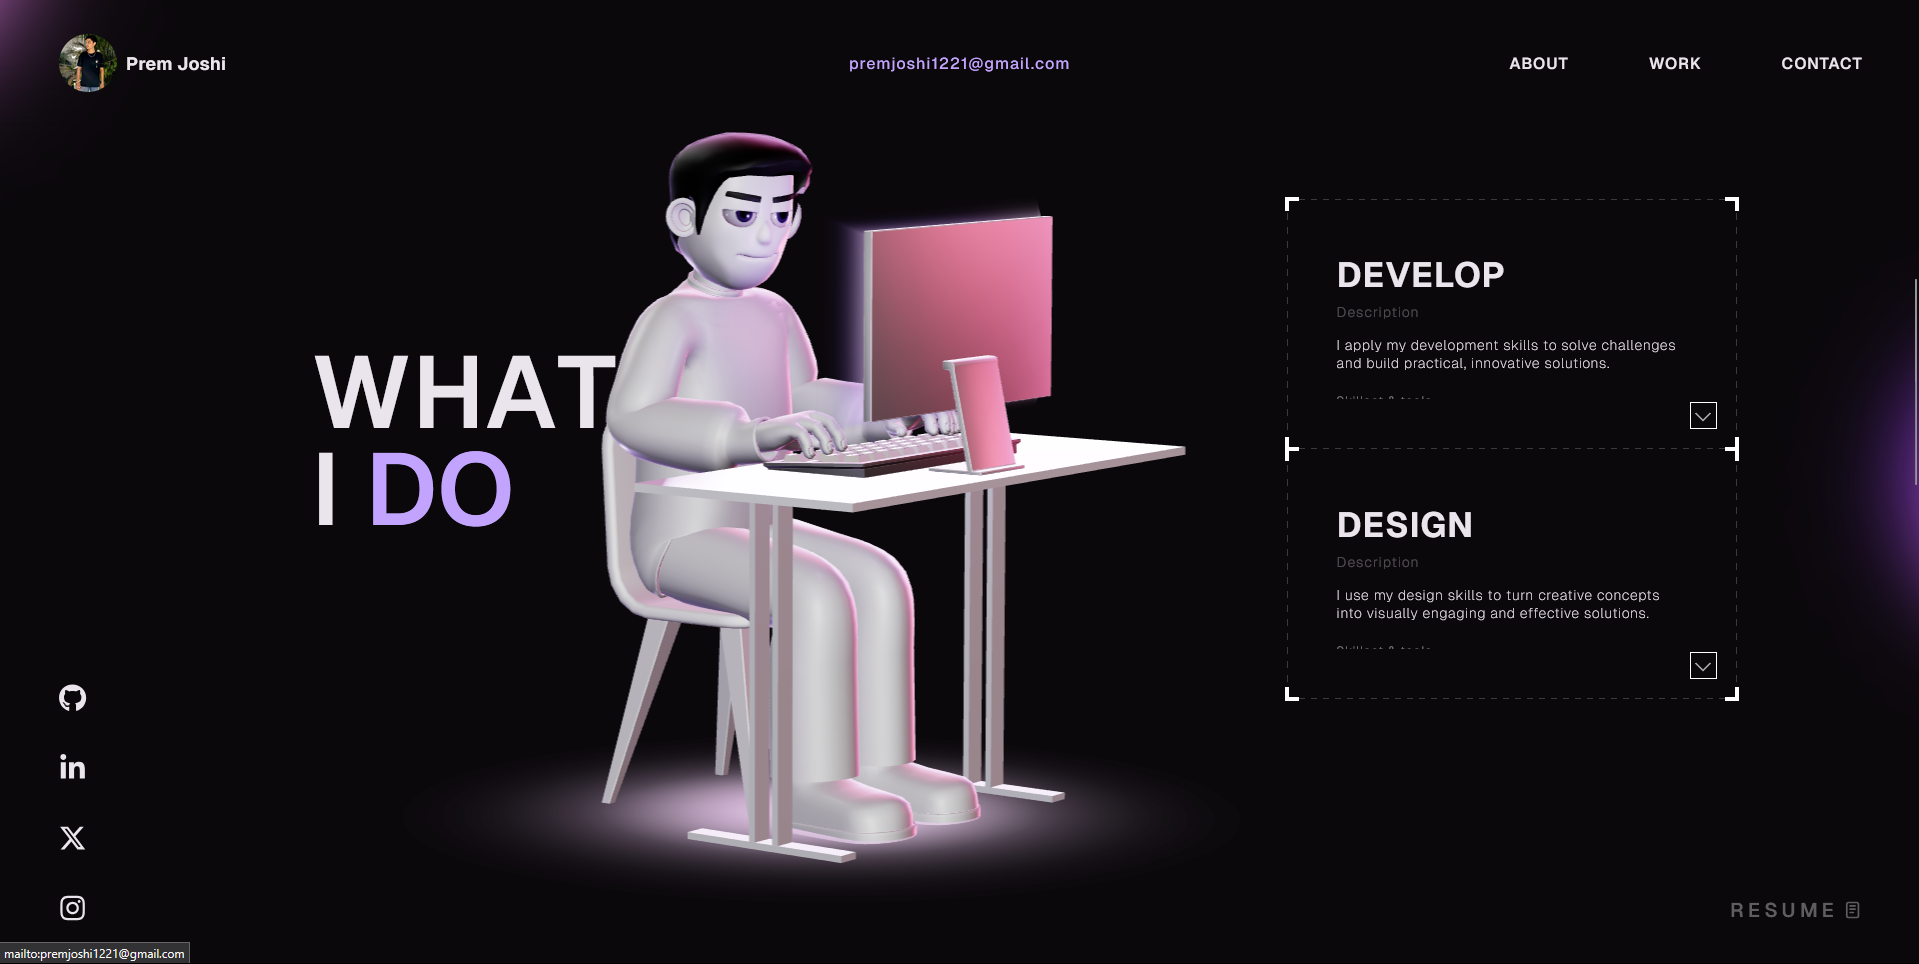 Prem Joshi
premjoshi1221@gmail.com
ABOUT
WORK
CONTACT
WHAT
I DO
DEVELOP
Description
I apply my development skills to solve challenges
and build practical, innovative solutions.
DESIGN
Description
I use my design skills to turn creative concepts
into visually engaging and effective solutions.
RESUME
mailto:premjoshi1221@gmail.com